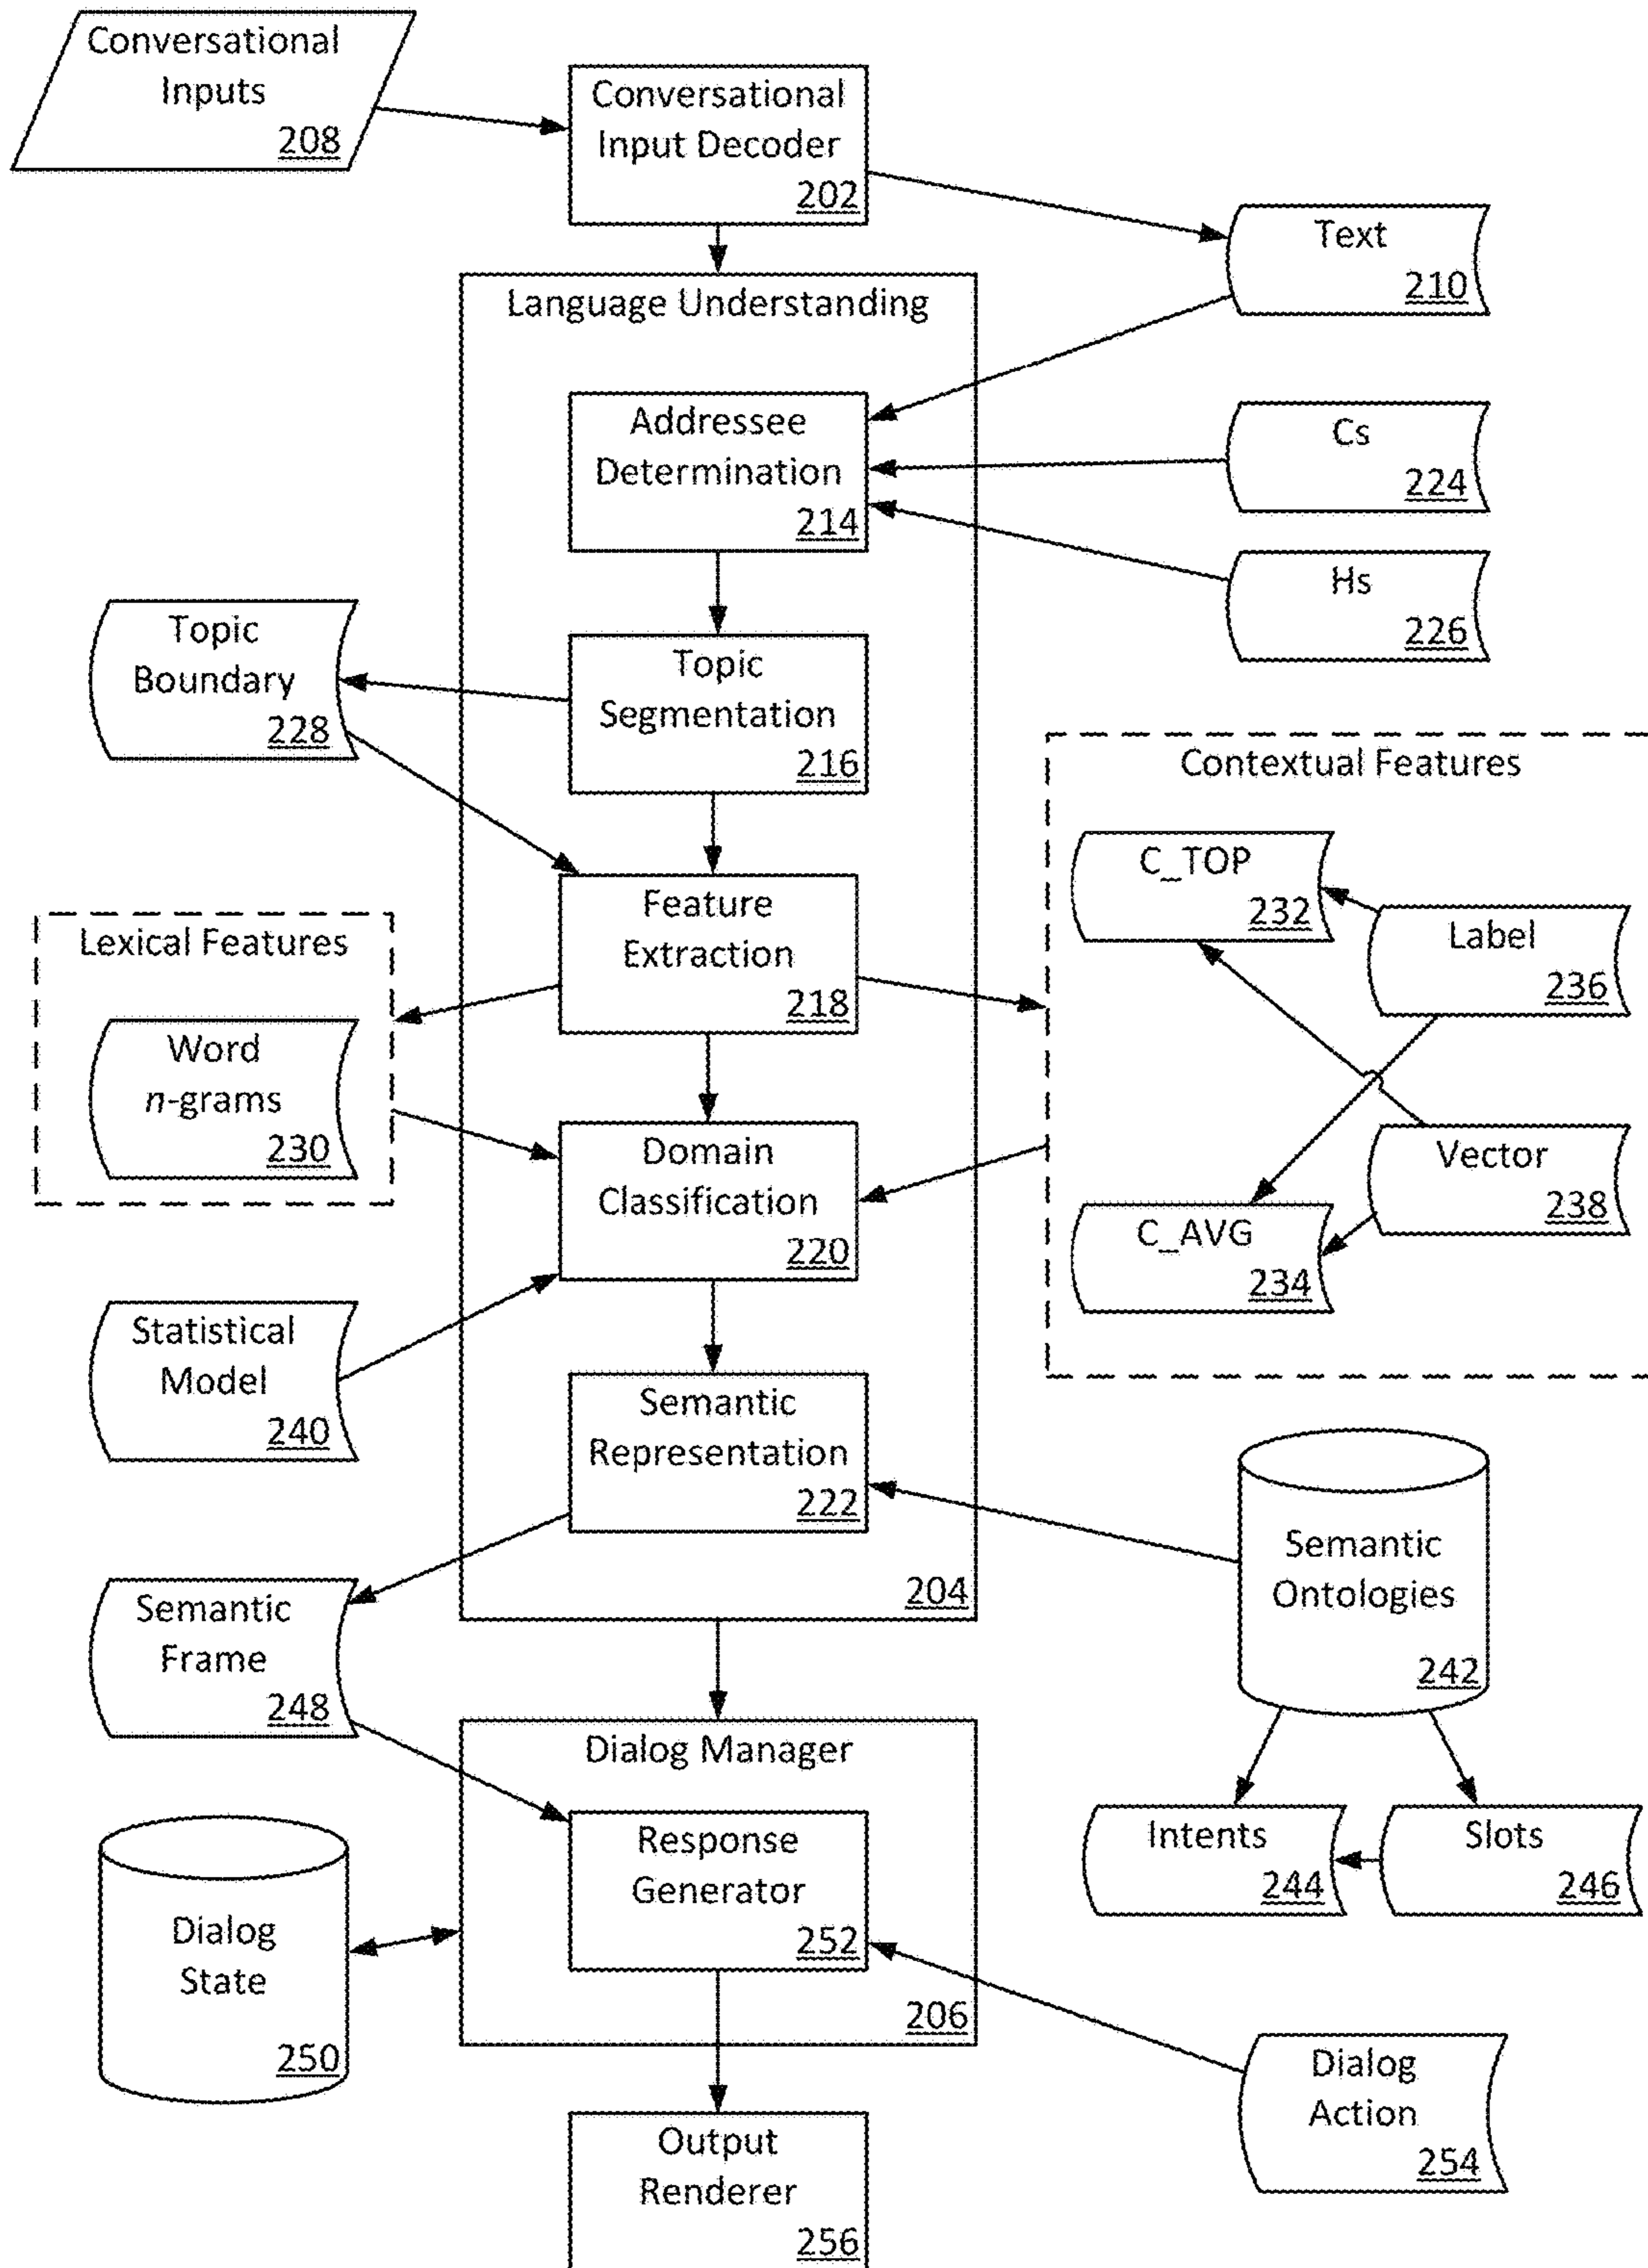 Conversational
Inputs
208
Conversational
Input Decoder
202
Text
210
Language Understanding
Addressee
Determination
214
Cs
224
Hs
226
Topic
Boundary
228
Topic
Segmentation
216
Contextual Features
C_TOP
232
Label
236
Feature
Extraction
218
Lexical Features
Word
n-grams
230
Domain
Classification
220
Vector
238
C_AVG
234
Statistical
Model
240
Semantic
Representation
222
204
Semantic
Ontologies
242
Semantic
Frame
248
Dialog Manager
Response
Generator
252
206
Intents
244
Slots
246
Dialog
State
250
Dialog
Action
254
Output
Renderer
256